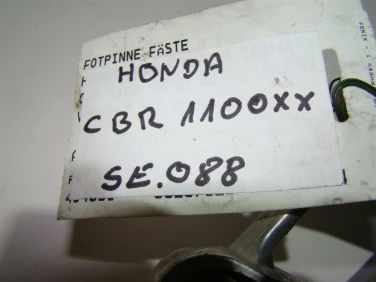 FOTPINNE-FÄSTE
HONDA
CBR 1100XX
SE.088